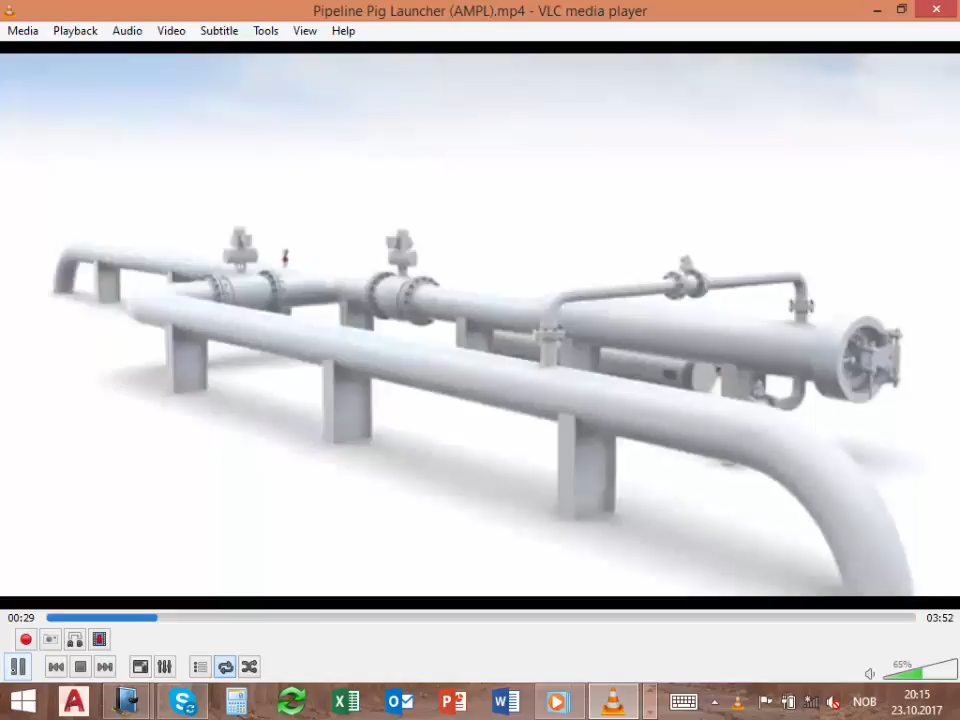 Pipeline Pig Launcher (AMPL).mp4 - VLC media player
Media Playback Audio Video Subtitle Tools View Help
00:29 03:52
65%
NOB
20:15
23.10.2017